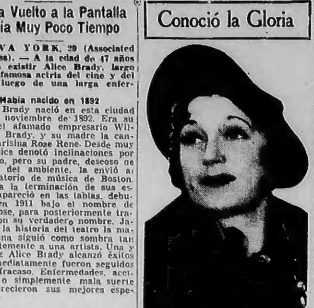 a Vuelto a la Pantalla
ía Muy Poco Tiempo
VA YORK, 29 (Associated
ss). — A la edad de 47 años
existir Alice Brady, largo
famosa actriz del cine y del
luego de una larga enfer-
Había nacido en 1892
Brady nació en esta ciudad
noviembre de 1892. Era su
el afamado empresario Wil-
Brady, y su madre la can-
arisina Rose Rene. Desde muy
ice denotó inclinaciones por
o, pero su padre, deseoso de
del ambiente, la envió al
atorio de música de Boston.
a la terminación de sus es-
apareció en las tablas, debu-
en 1911 bajo el nombre de
ose, para posteriormente tra-
on su verdadero nombre. Ja-
la historia del teatro la ma-
na siguió como sombra tan
temente a una artista. Una y
z Alice Brady alcanzó éxitos
mediatamente fueron seguidos
fracaso. Enfermedades, acci-
o simplemente mala suerte
recieron sus mejores espe-
Conoció la Gloria